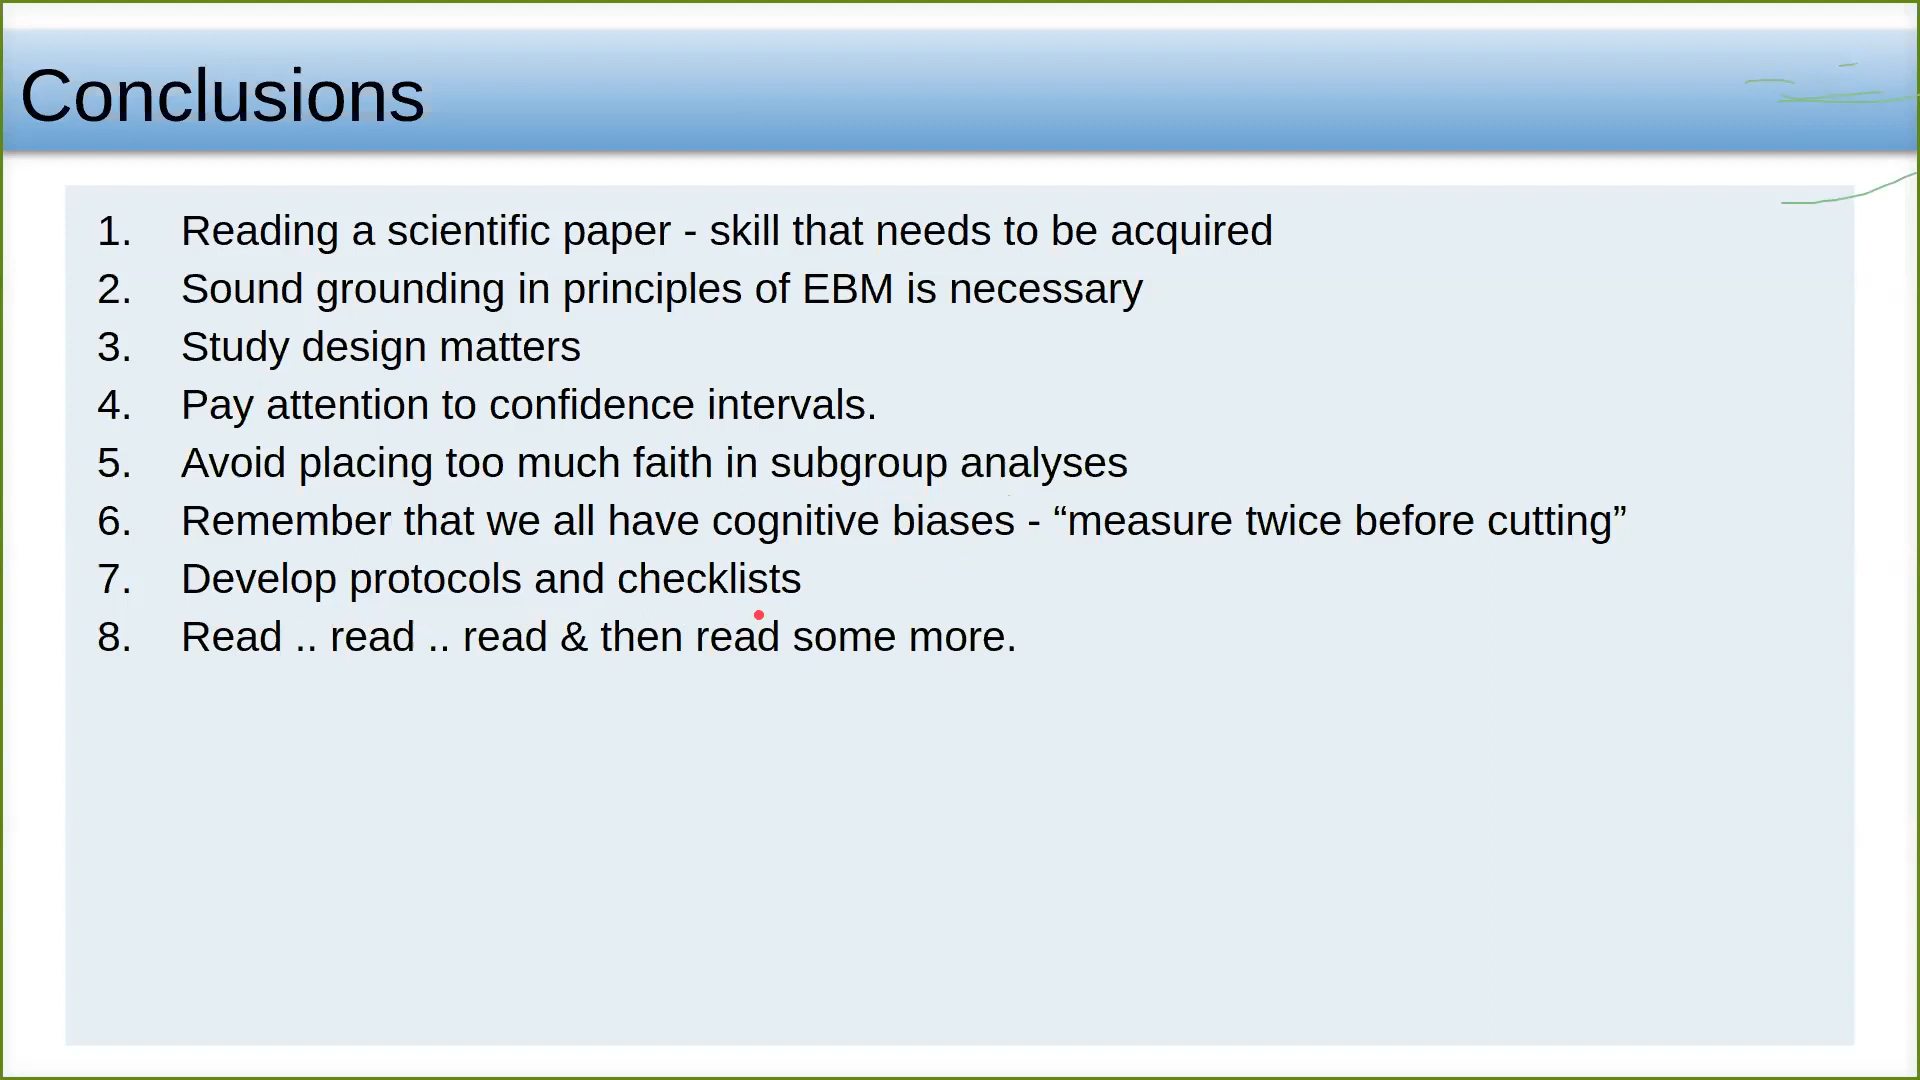 Conclusions
1. Reading a scientific paper - skill that needs to be acquired
2. Sound grounding in principles of EBM is necessary
3. Study design matters
4. Pay attention to confidence intervals.
5. Avoid placing too much faith in subgroup analyses
6. Remember that we all have cognitive biases - “measure twice before cutting”
7. Develop protocols and checklists
8. Read .. read .. read & then read some more.